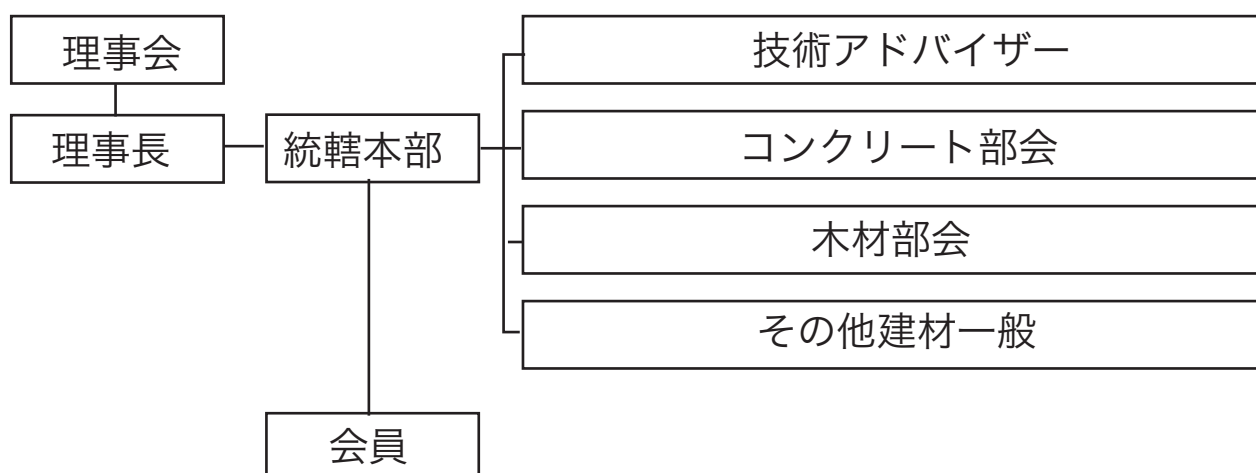 理事会
理事長
統轄本部
技術アドバイザー
コンクリート部会
木材部会
その他建材一般
会員